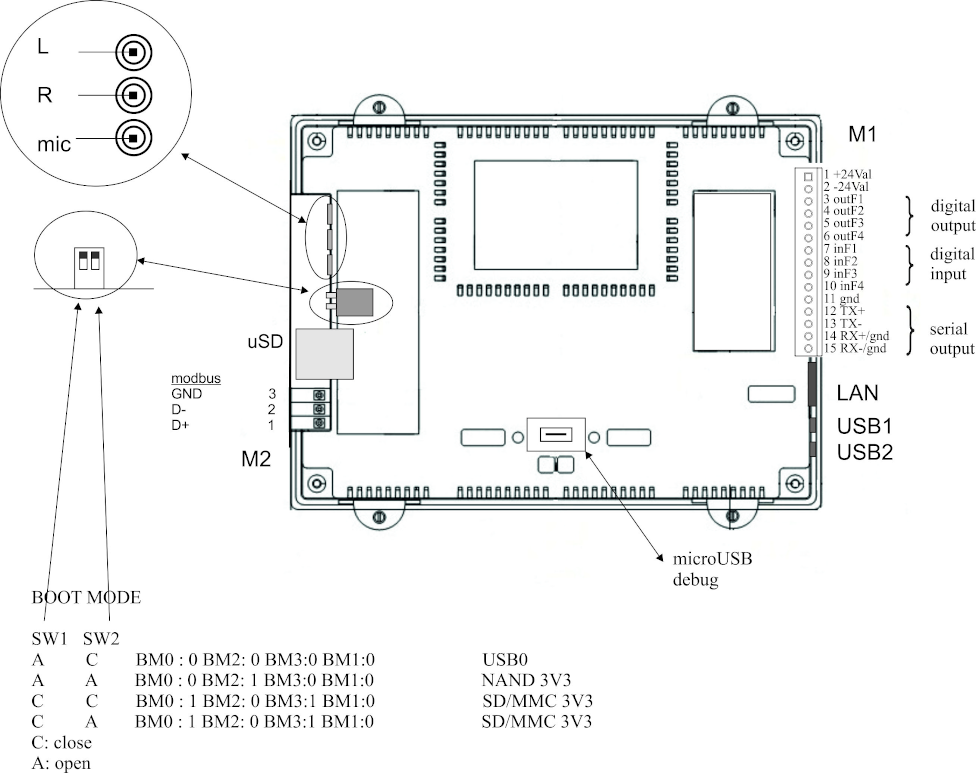 L
R
mic
M1
1 +24Val
2 -24Val
3 outF1
4 outF2
5 outF3
6 outF4
7 inF1
8 inF2
9 inF3
10 inF4
11 gnd
12 TX+
13 TX-
14 RX+/gnd
15 RX-/gnd
digital
output
digital
input
serial
output
uSD
modbus
GND 3
D- 2
D+ 1
M2
LAN
USB1
USB2
microUSB
debug
BOOT MODE
SW1 SW2
A C BM0 : 0 BM2: 0 BM3:0 BM1:0 USB0
A A BM0 : 0 BM2: 1 BM3:0 BM1:0 NAND 3V3
C C BM0 : 1 BM2: 0 BM3:1 BM1:0 SD/MMC 3V3
C A BM0 : 1 BM2: 0 BM3:1 BM1:0 SD/MMC 3V3
C: close
A: open